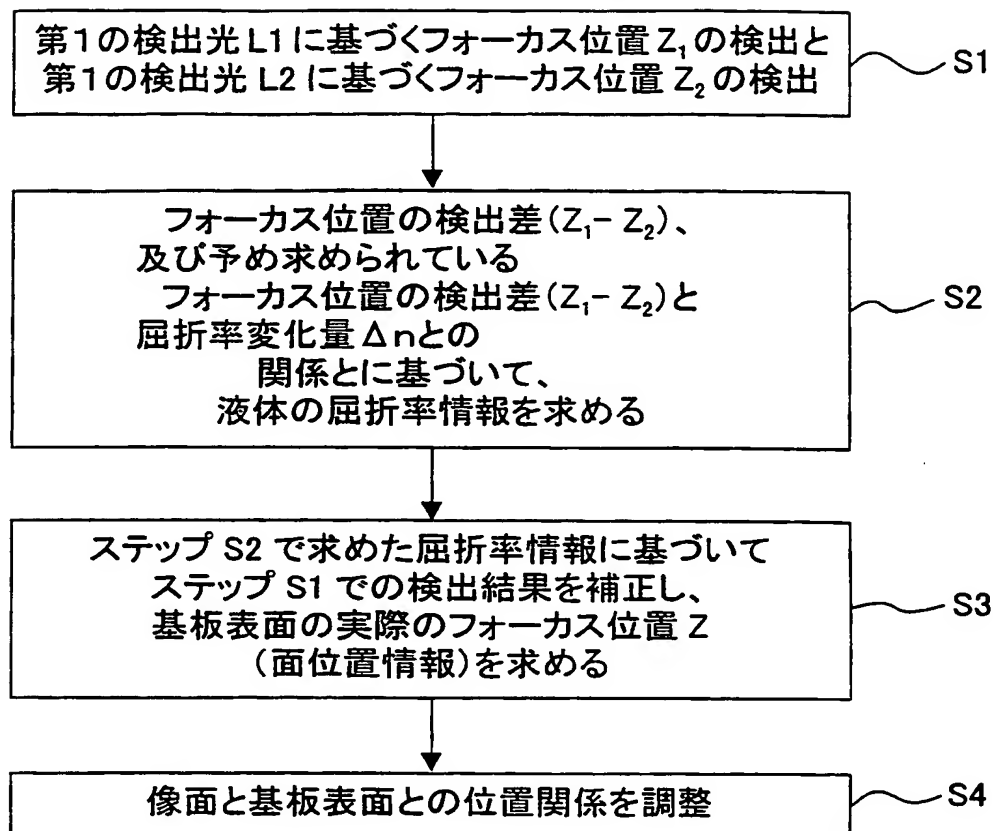 第1の検出光L1に基づくフォーカス位置Z₁の検出と
第1の検出光L2に基づくフォーカス位置Z₂の検出
S1
フォーカス位置の検出差(Z₁- Z₂)、
及び予め求められている
フォーカス位置の検出差(Z₁- Z₂)と
屈折率変化量Δnとの
関係とに基づいて、
液体の屈折率情報を求める
S2
ステップS2で求めた屈折率情報に基づいて
ステップS1での検出結果を補正し、
基板表面の実際のフォーカス位置Z
(面位置情報)を求める
S3
像面と基板表面との位置関係を調整
S4